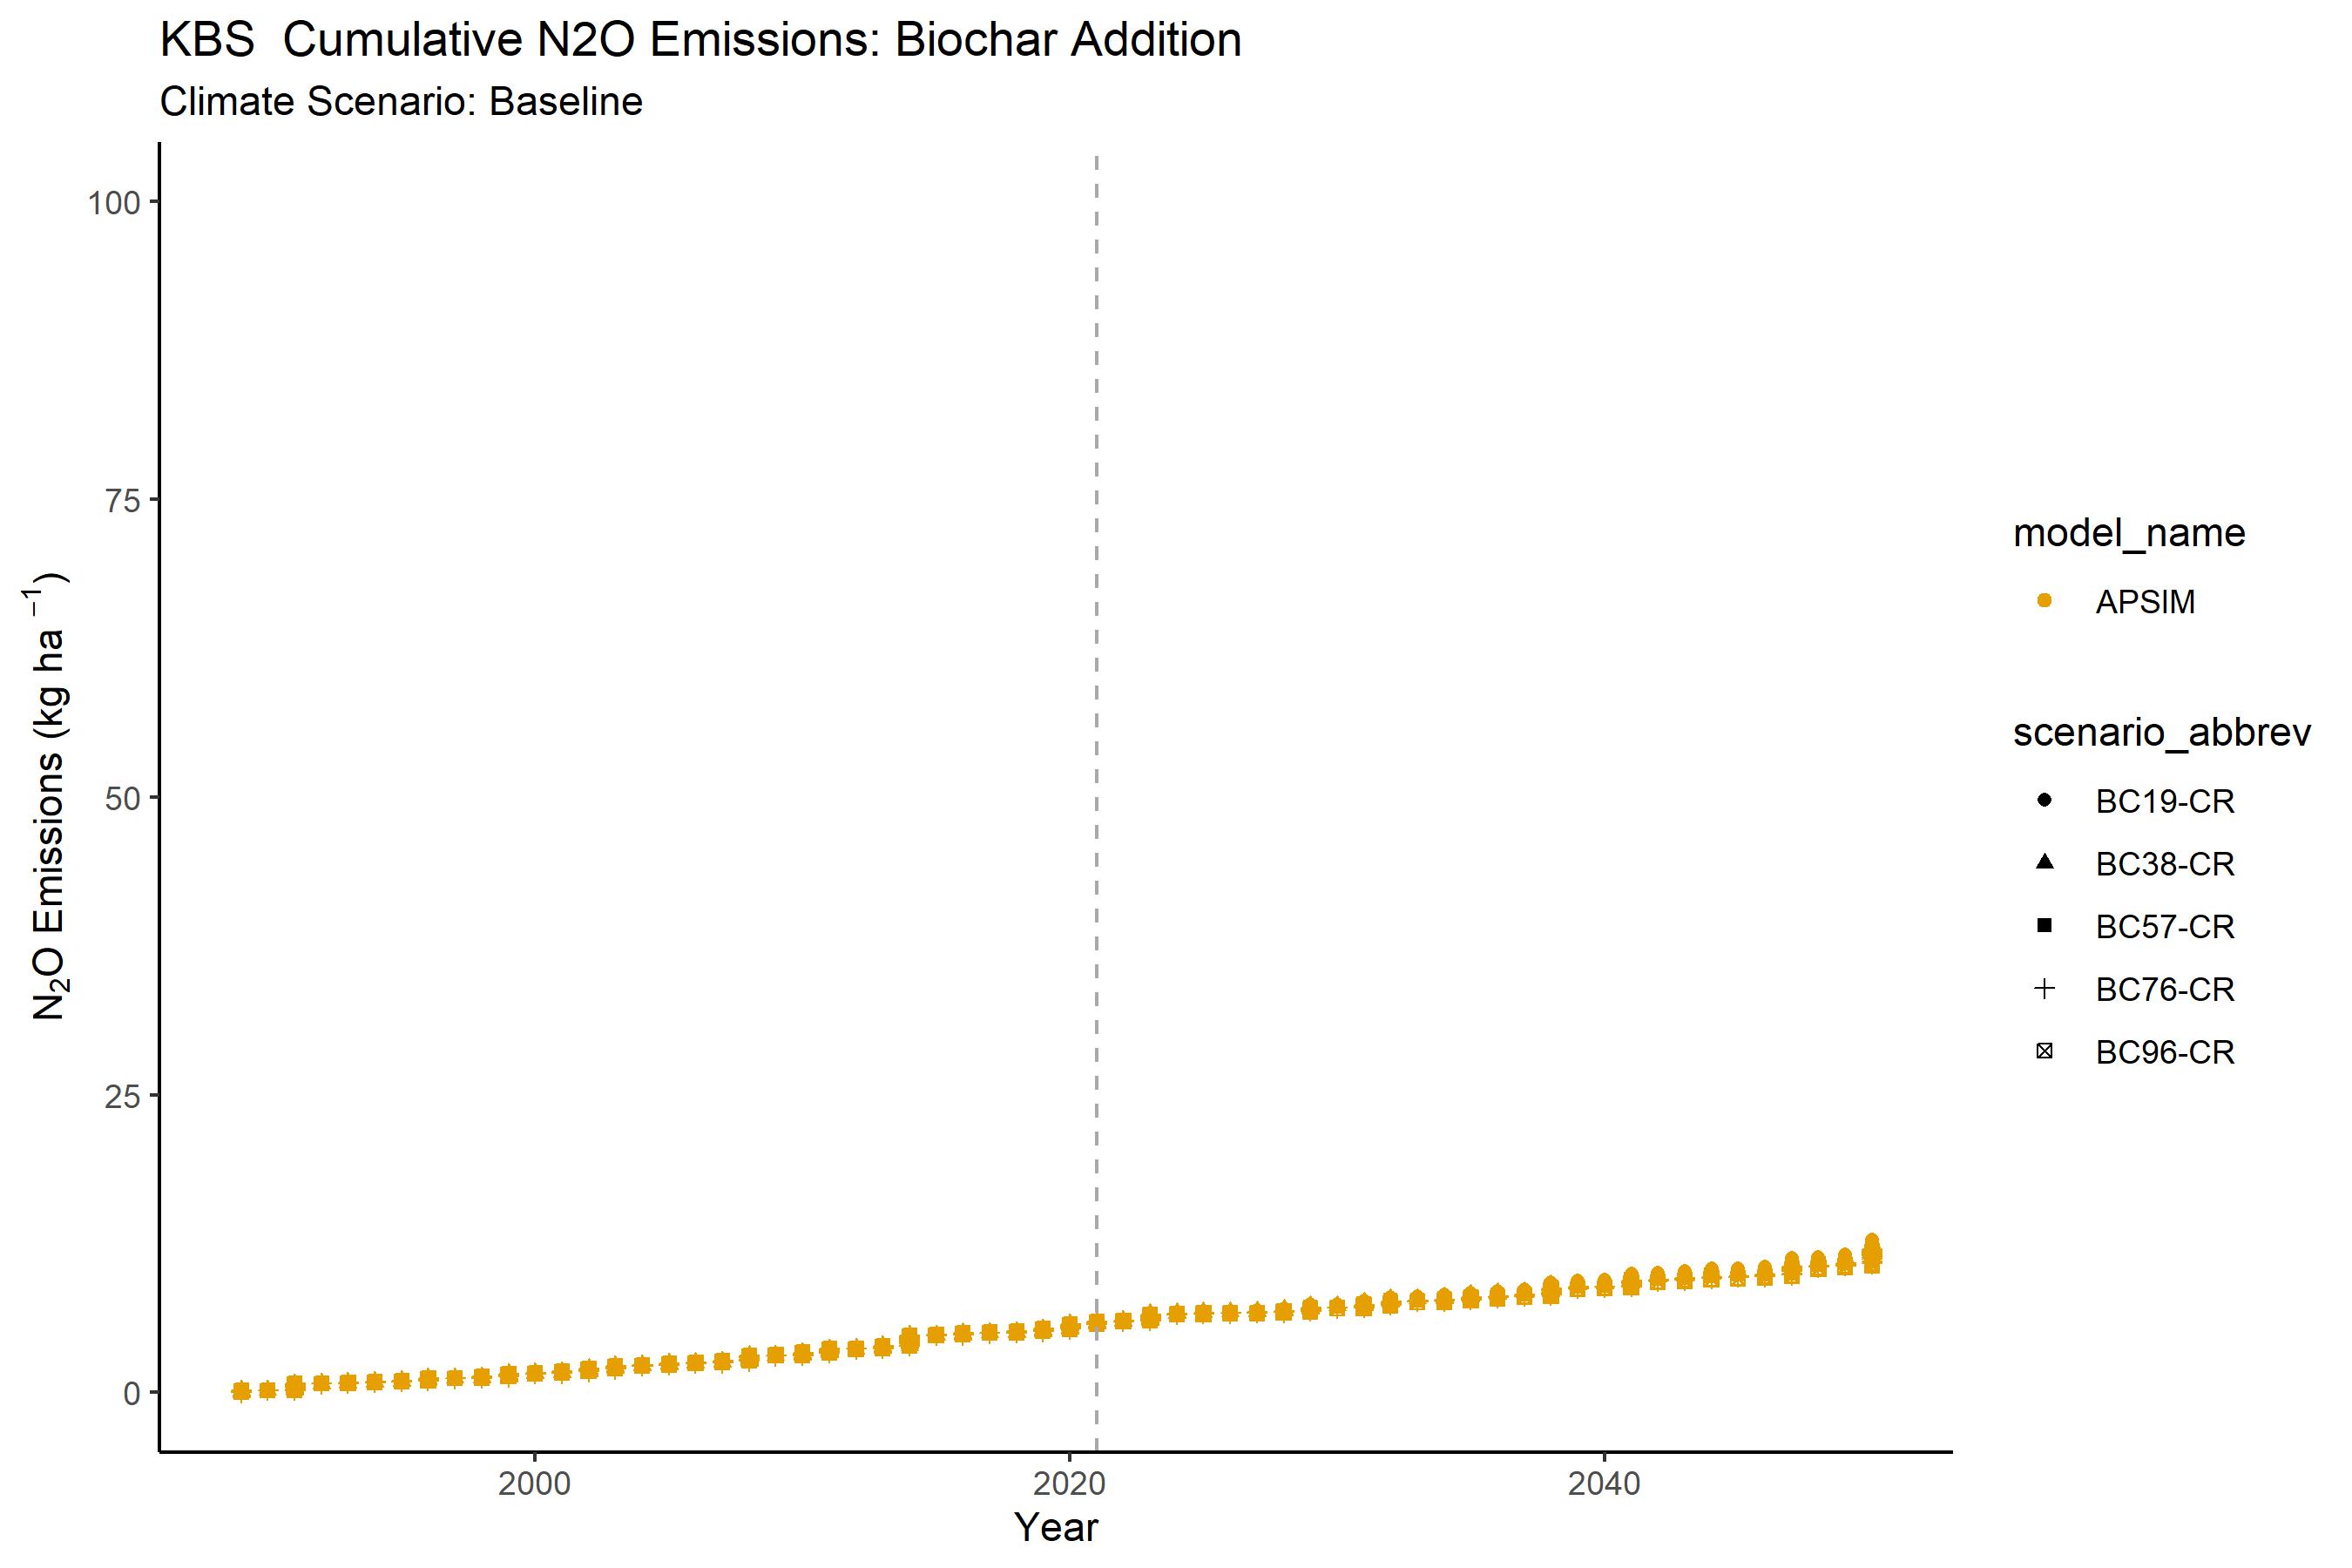 KBS  Cumulative N2O Emissions: Biochar Addition
Climate Scenario: Baseline
N₂O Emissions (kg ha ⁻¹)
100
75
50
25
0
2000
2020
2040
Year
model_name
APSIM
scenario_abbrev
BC19-CR
BC38-CR
BC57-CR
BC76-CR
BC96-CR